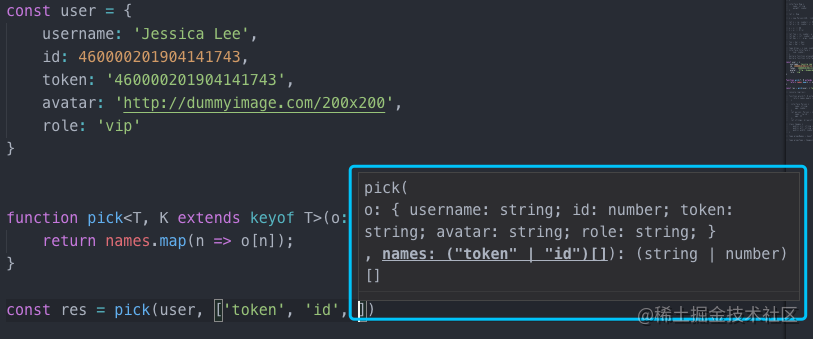 const user = {
username: 'Jessica Lee',
id: 460000201904141743,
token: '460000201904141743',
avatar: 'http://dummyimage.com/200x200',
role: 'vip'
}
function pick<T, K extends keyof T>(o:
return names.map(n => o[n]);
}
const res = pick(user, ['token', 'id', ])
pick(
o: { username: string; id: number; token:
string; avatar: string; role: string; }
, names: ("token" | "id")[]): (string | number)
[]
@稀土掘金技术社区